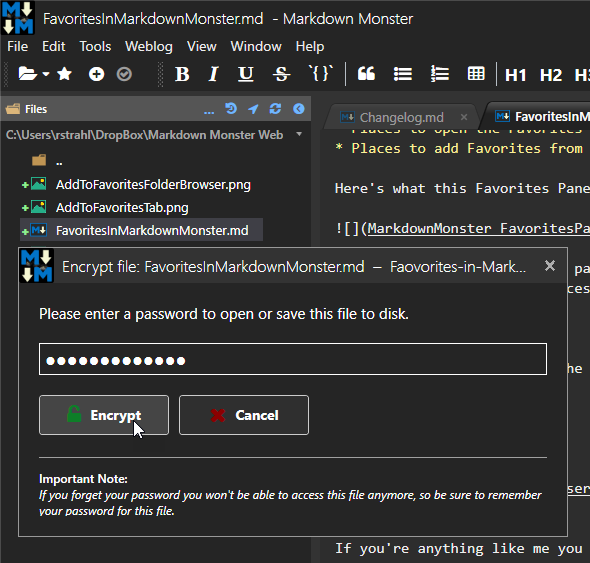 FavoritesInMarkdownMonster.md - Markdown Monster
File Edit Tools Weblog View Window Help
B I U S `{}` H1 H2 H3
Files ...
Changelog.md × FavoritesInM
C:\Users\rstrahl\DropBox\Markdown Monster Web
* Places to open the Favorites
..
* Places to add Favorites from
AddToFavoritesFolderBrowser.png
Here's what this Favorites Pane
AddToFavoritesTab.png
FavoritesInMarkdownMonster.md
![](MarkdownMonster_FavoritesPa
Encrypt file: FavoritesInMarkdownMonster.md – Faovorites-in-Mark...
pa
ces
Please enter a password to open or save this file to disk.
he
Encrypt Cancel
Important Note:
ser
If you forget your password you won't be able to access this file anymore, so be sure to remember
your password for this file.
If you're anything like me you